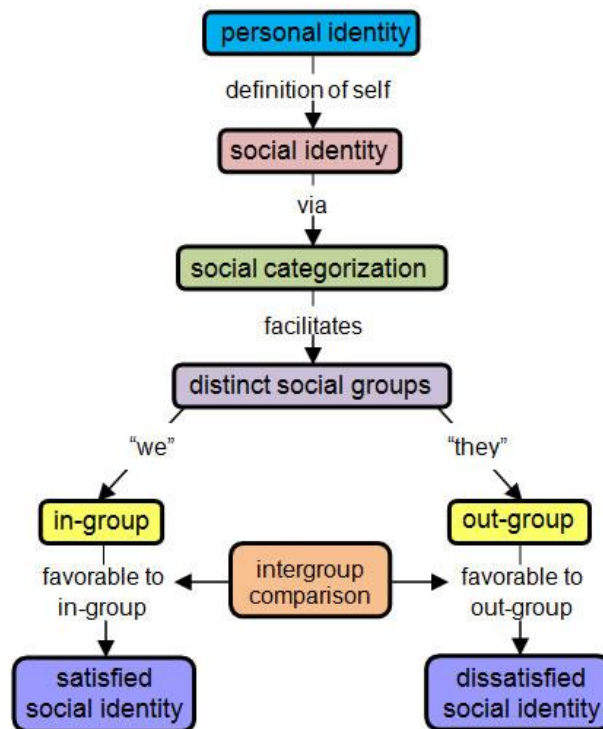 personal identity
definition of self
social identity
via
social categorization
facilitates
distinct social groups
“we”
“they”
in-group
out-group
favorable to
in-group
intergroup
comparison
favorable to
out-group
satisfied
social identity
dissatisfied
social identity